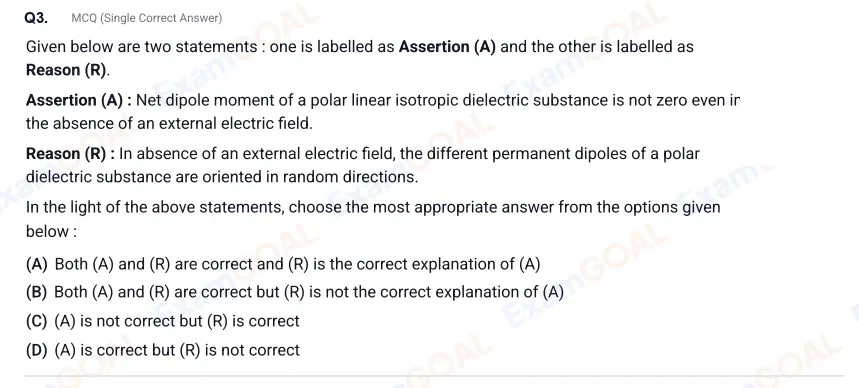 Q3. MCQ (Single Correct Answer)
Given below are two statements : one is labelled as Assertion (A) and the other is labelled as
Reason (R).
Assertion (A) : Net dipole moment of a polar linear isotropic dielectric substance is not zero even in
the absence of an external electric field.
Reason (R) : In absence of an external electric field, the different permanent dipoles of a polar
dielectric substance are oriented in random directions.
In the light of the above statements, choose the most appropriate answer from the options given
below :
(A) Both (A) and (R) are correct and (R) is the correct explanation of (A)
(B) Both (A) and (R) are correct but (R) is not the correct explanation of (A)
(C) (A) is not correct but (R) is correct
(D) (A) is correct but (R) is not correct